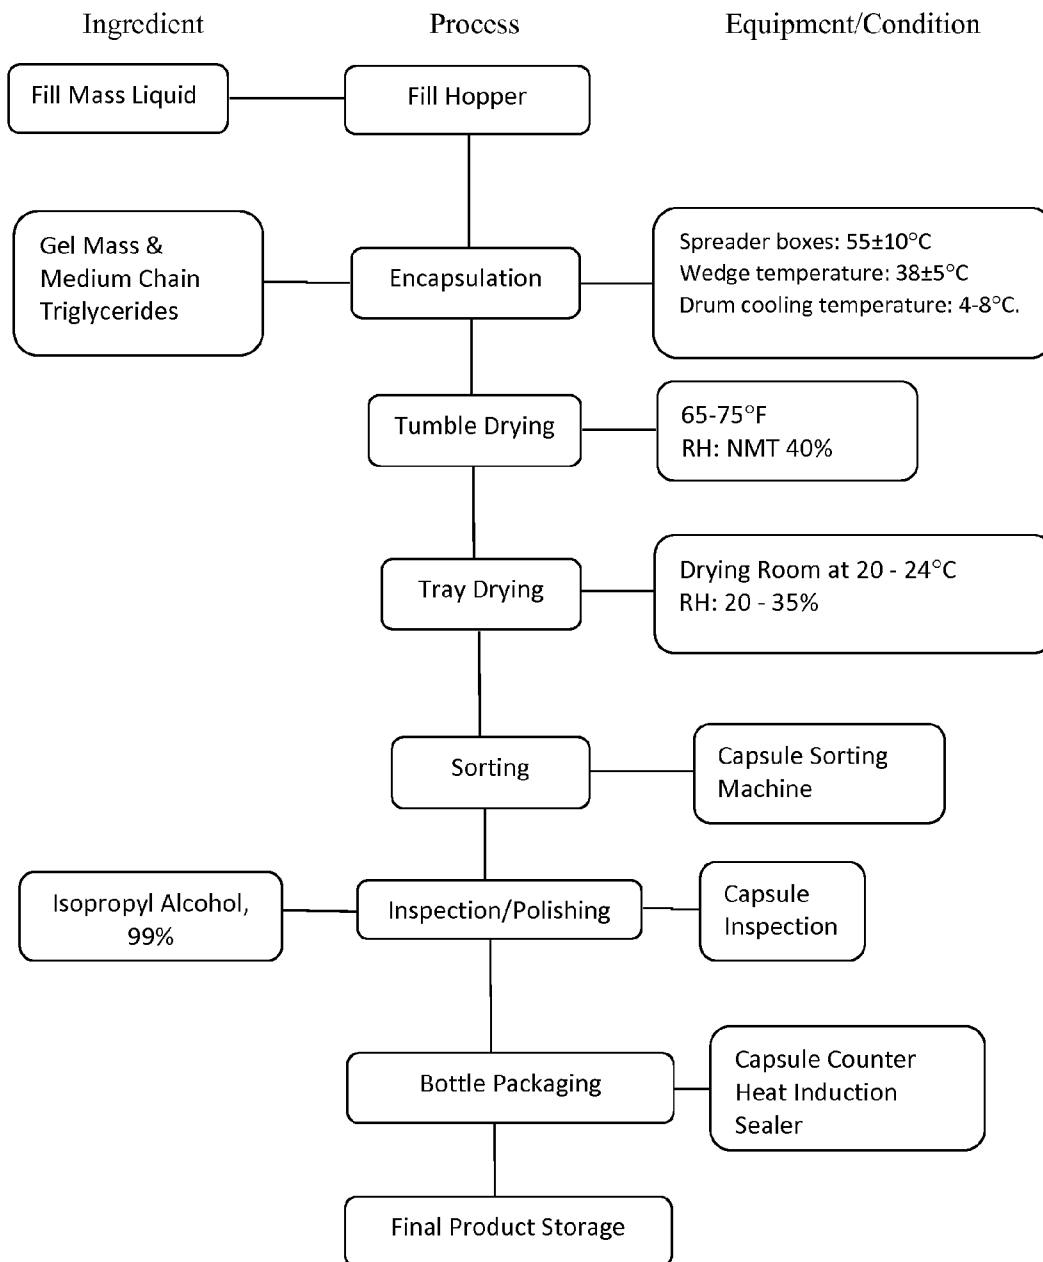 Ingredient
Process
Equipment/Condition
Fill Mass Liquid
Fill Hopper
Gel Mass &
Medium Chain
Triglycerides
Encapsulation
Spreader boxes: 55±10°C
Wedge temperature: 38±5°C
Drum cooling temperature: 4-8°C.
Tumble Drying
65-75°F
RH: NMT 40%
Tray Drying
Drying Room at 20 - 24°C
RH: 20 - 35%
Sorting
Capsule Sorting
Machine
Isopropyl Alcohol,
99%
Inspection/Polishing
Capsule
Inspection
Bottle Packaging
Capsule Counter
Heat Induction
Sealer
Final Product Storage